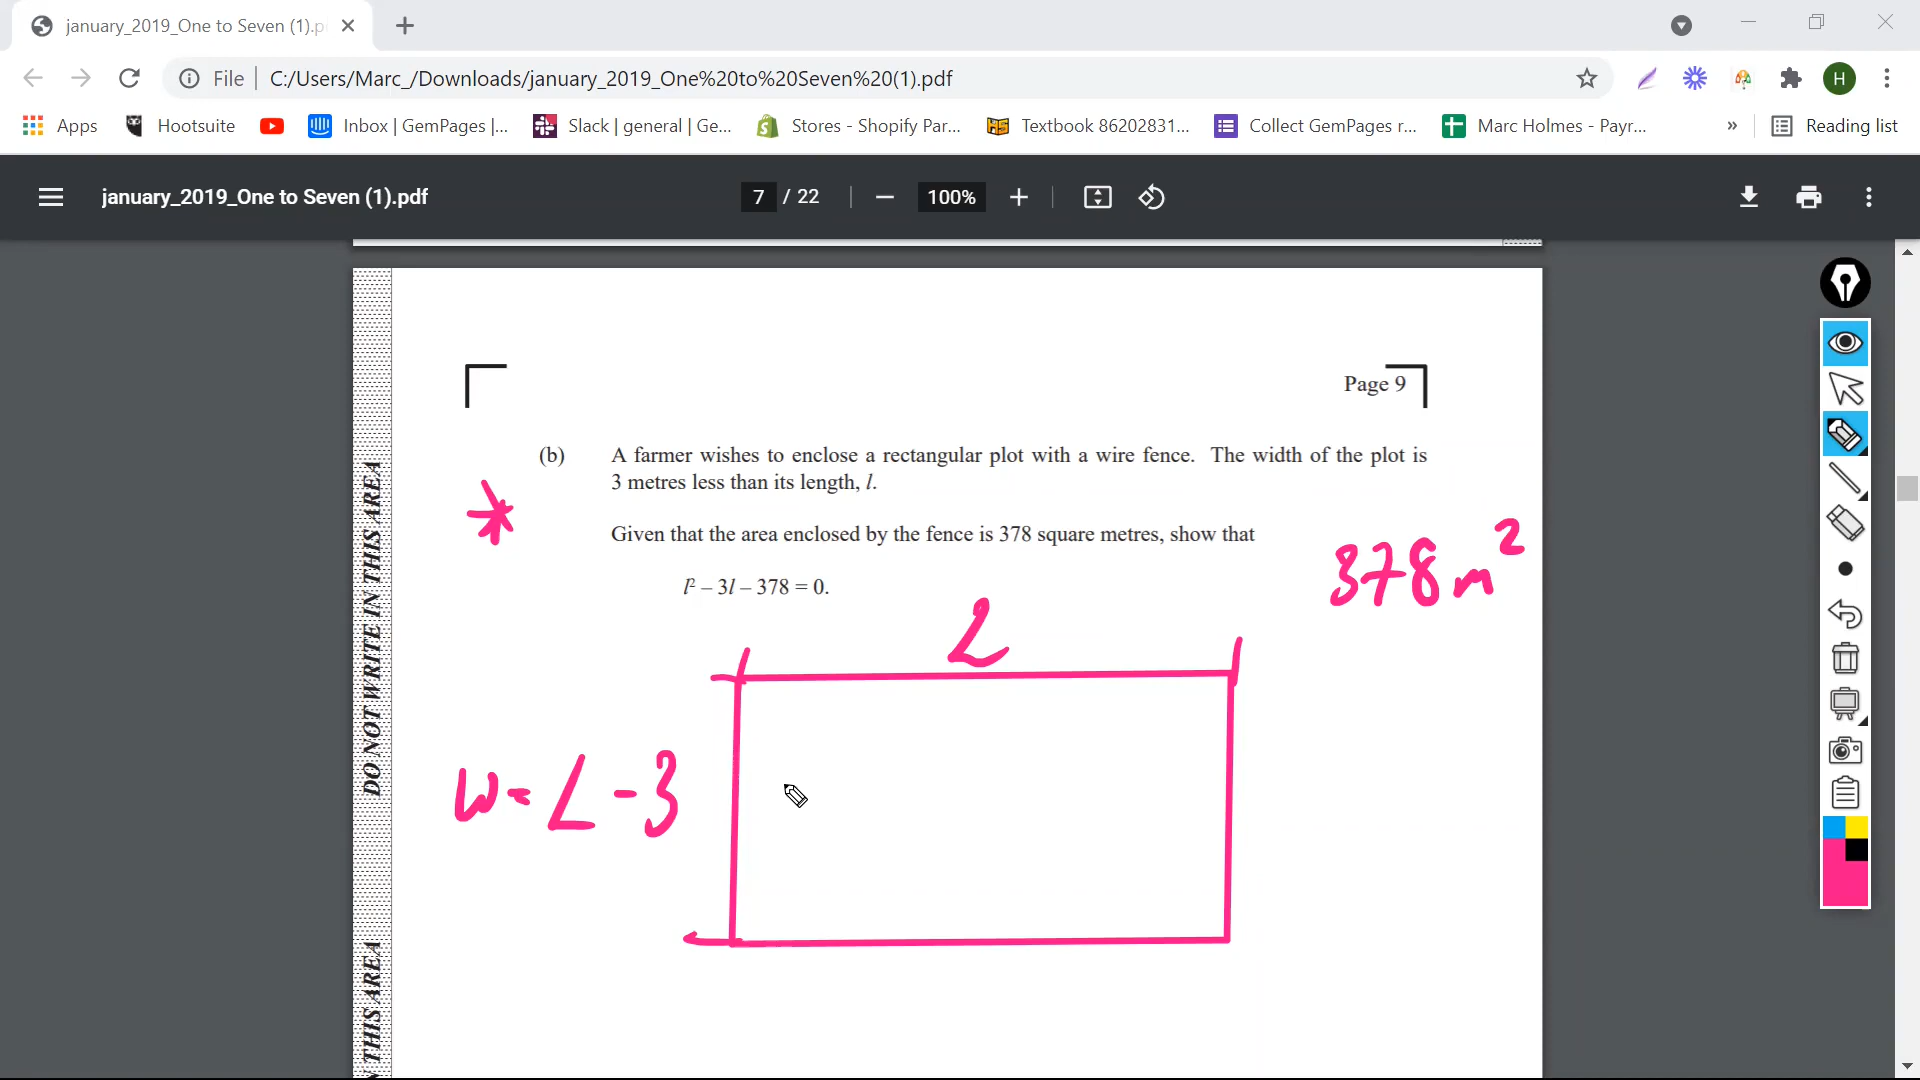 january_2019_One to Seven (1).p
File C:/Users/Marc_/Downloads/january_2019_One%20to%20Seven%20(1).pdf
H
Apps Hootsuite Inbox | GemPages |... Slack | general | Ge... Stores - Shopify Par... Textbook 86202831... Collect GemPages r... Marc Holmes - Payr... » Reading list
january_2019_One to Seven (1).pdf 7 / 22 100%
Page 9
(b) A farmer wishes to enclose a rectangular plot with a wire fence. The width of the plot is
3 metres less than its length, l.
*
Given that the area enclosed by the fence is 378 square metres, show that
378 m²
l² – 3l – 378 = 0.
L
W = L - 3
DO NOT WRITE IN THIS AREA
THIS AREA